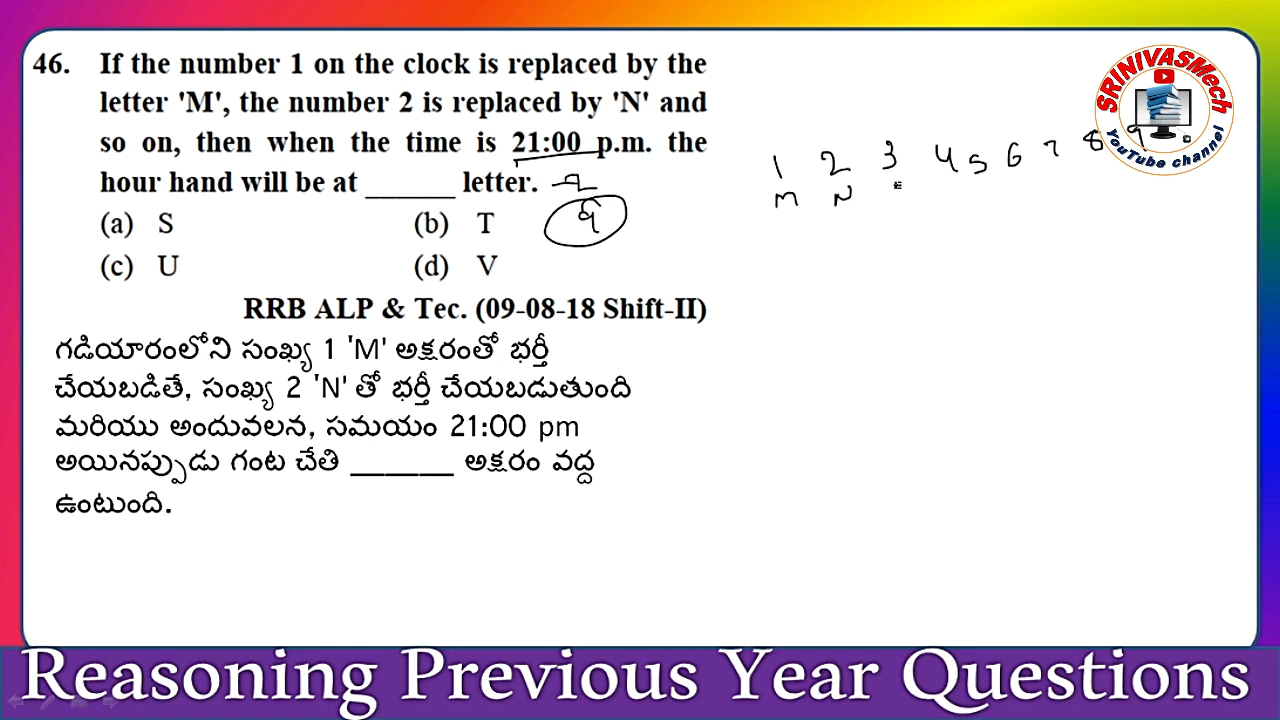 46. If the number 1 on the clock is replaced by the
letter 'M', the number 2 is replaced by 'N' and
so on, then when the time is 21:00 p.m. the
hour hand will be at ______ letter. 9
(a) S (b) T 9
(c) U (d) V
RRB ALP & Tec. (09-08-18 Shift-II)
గడియారంలోని సంఖ్య 1 'M' అక్షరంతో భర్తీ
చేయబడితే, సంఖ్య 2 'N' తో భర్తీ చేయబడుతుంది
మరియు అందువలన, సమయం 21:00 pm
అయినప్పుడు గంట చేతి ______ అక్షరం వద్ద
ఉంటుంది.
1 2 3 4 5 6 7 8 9
M N
SRINIVASMech
YouTube channel
Reasoning Previous Year Questions